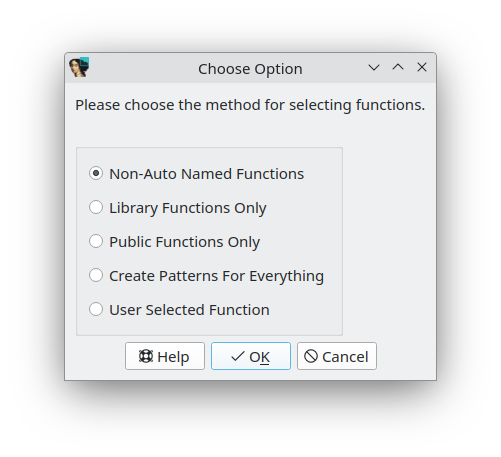 Choose Option
Please choose the method for selecting functions.
Non-Auto Named Functions
Library Functions Only
Public Functions Only
Create Patterns For Everything
User Selected Function
Help OK Cancel